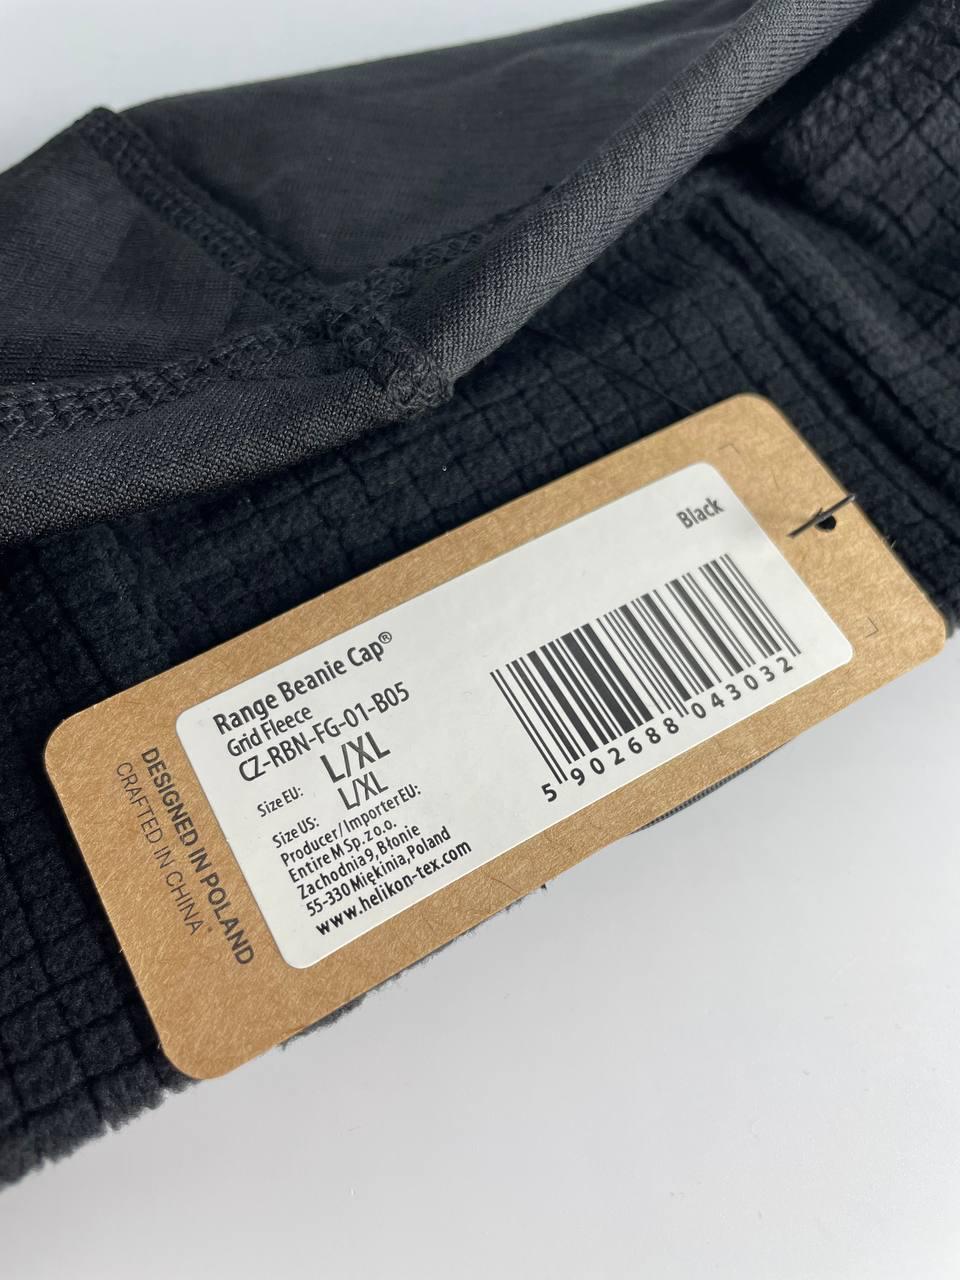 Black
Range Beanie Cap®
Grid Fleece
CZ-RBN-FG-01-B05
Size EU: L/XL
Size US: L/XL
Producer/Importer EU:
Entire M Sp. z o.o.
Zachodnia 9, Błonie
55-330 Miękinia, Poland
www.helikon-tex.com
5 902688 043032
DESIGNED IN POLAND
CRAFTED IN CHINA*